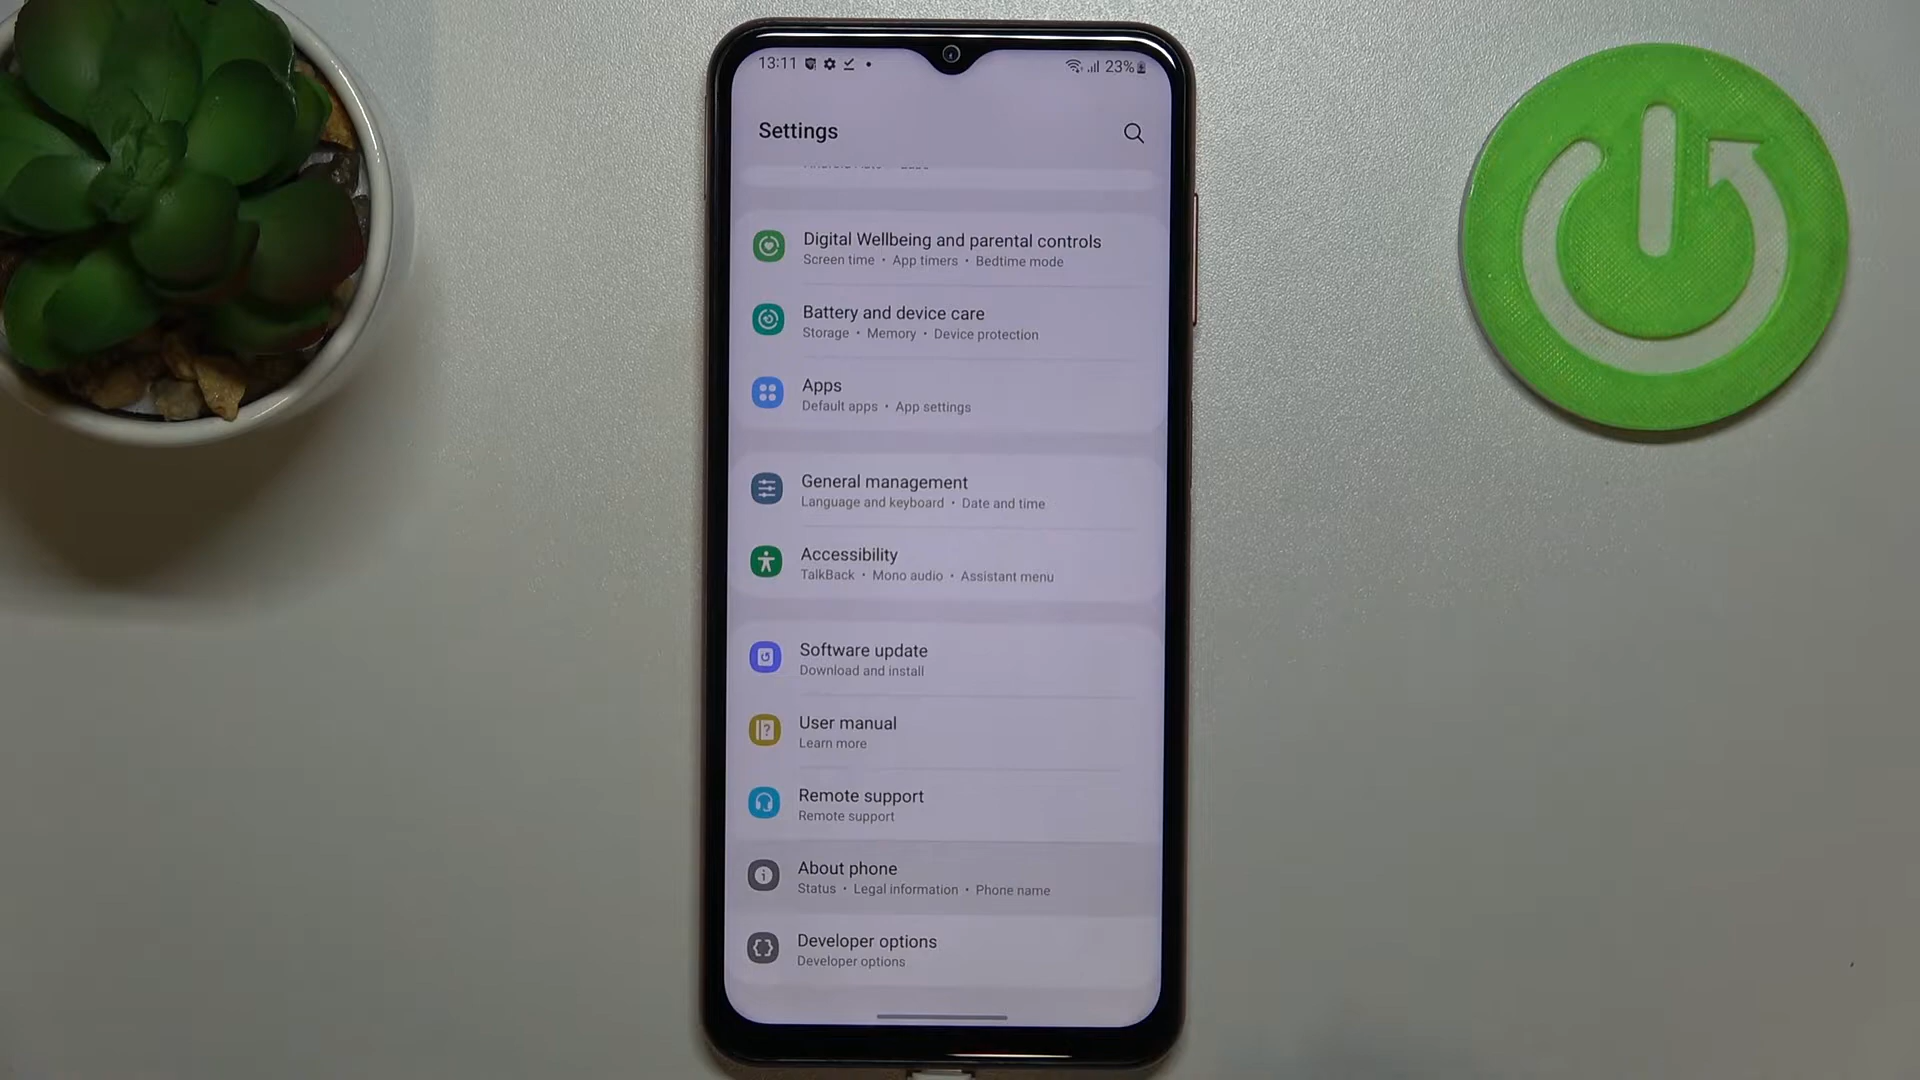 13:11
23%
Settings
Digital Wellbeing and parental controls
Screen time • App timers • Bedtime mode
Battery and device care
Storage • Memory • Device protection
Apps
Default apps • App settings
General management
Language and keyboard • Date and time
Accessibility
TalkBack • Mono audio • Assistant menu
Software update
Download and install
User manual
Learn more
Remote support
Remote support
About phone
Status • Legal information • Phone name
Developer options
Developer options